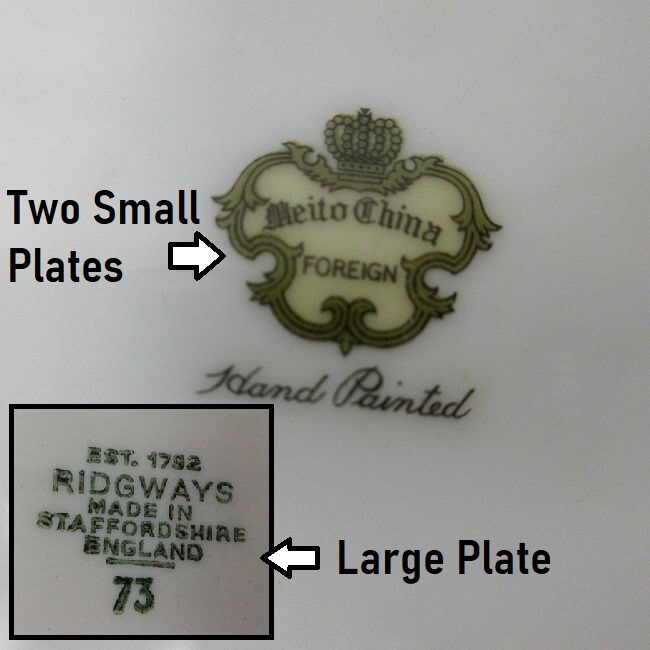 Two Small
Plates
Meito China
FOREIGN
Hand Painted
EST. 1792
RIDGWAYS
MADE IN
STAFFORDSHIRE
ENGLAND
73
Large Plate